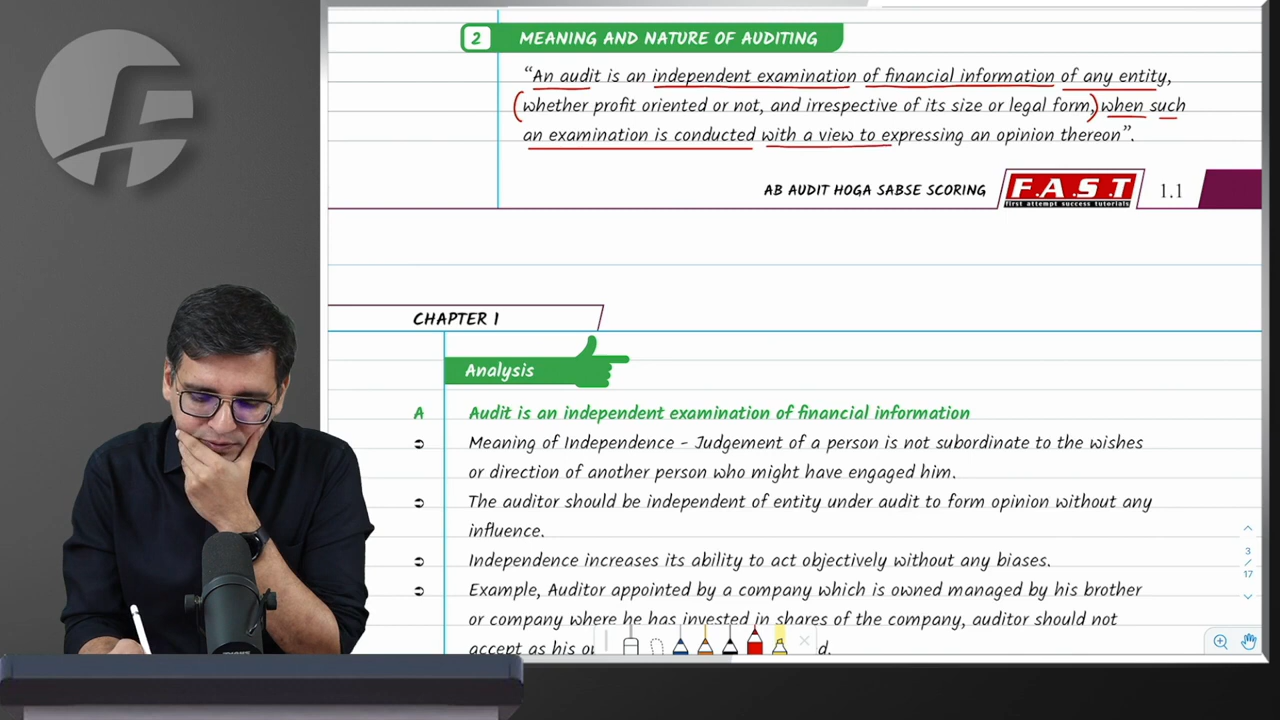 2 MEANING AND NATURE OF AUDITING
“An audit is an independent examination of financial information of any entity,
(whether profit oriented or not, and irrespective of its size or legal form,) when such
an examination is conducted with a view to expressing an opinion thereon”.
AB AUDIT HOGA SABSE SCORING F.A.S.T 1.1
first attempt success tutorials
CHAPTER 1
Analysis
A Audit is an independent examination of financial information
Meaning of Independence - Judgement of a person is not subordinate to the wishes
or direction of another person who might have engaged him.
The auditor should be independent of entity under audit to form opinion without any
influence.
Independence increases its ability to act objectively without any biases.
Example, Auditor appointed by a company which is owned managed by his brother
or company where he has invested in shares of the company, auditor should not
accept as his d.
3
/
17